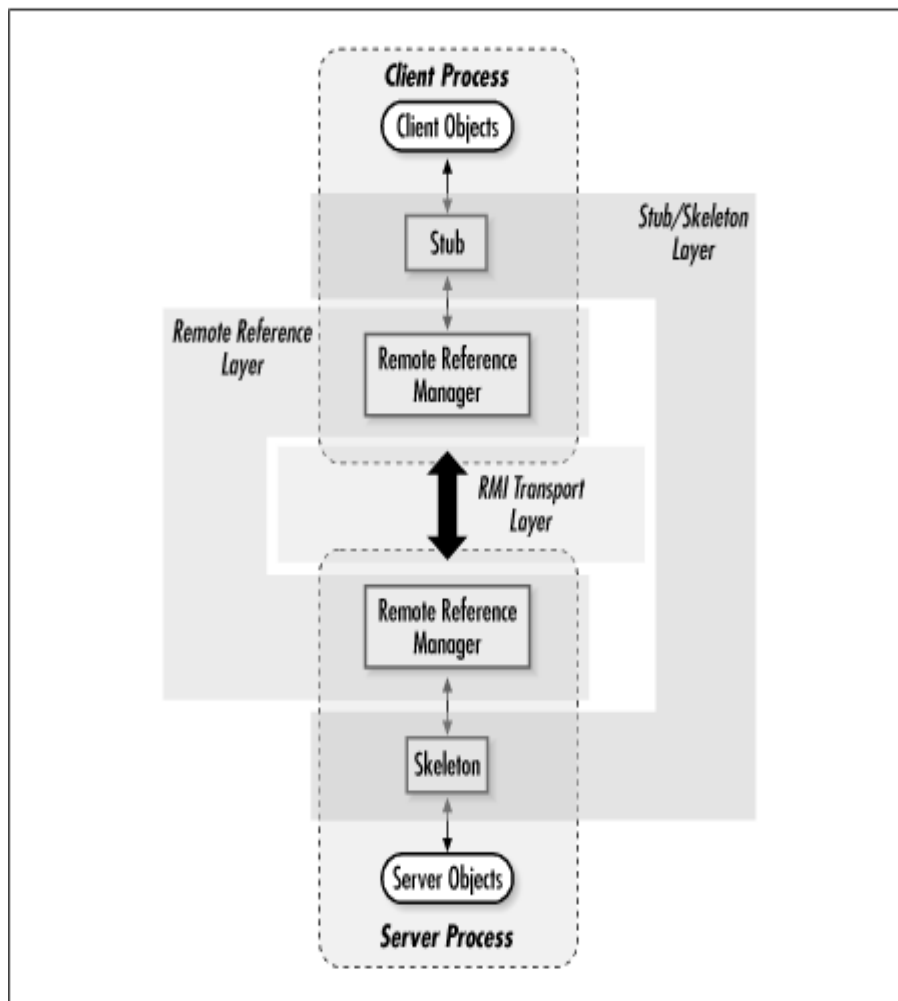 Client Process
Client Objects
Stub/Skeleton
Layer
Stub
Remote Reference
Layer
Remote Reference
Manager
RMI Transport
Layer
Remote Reference
Manager
Skeleton
Server Objects
Server Process